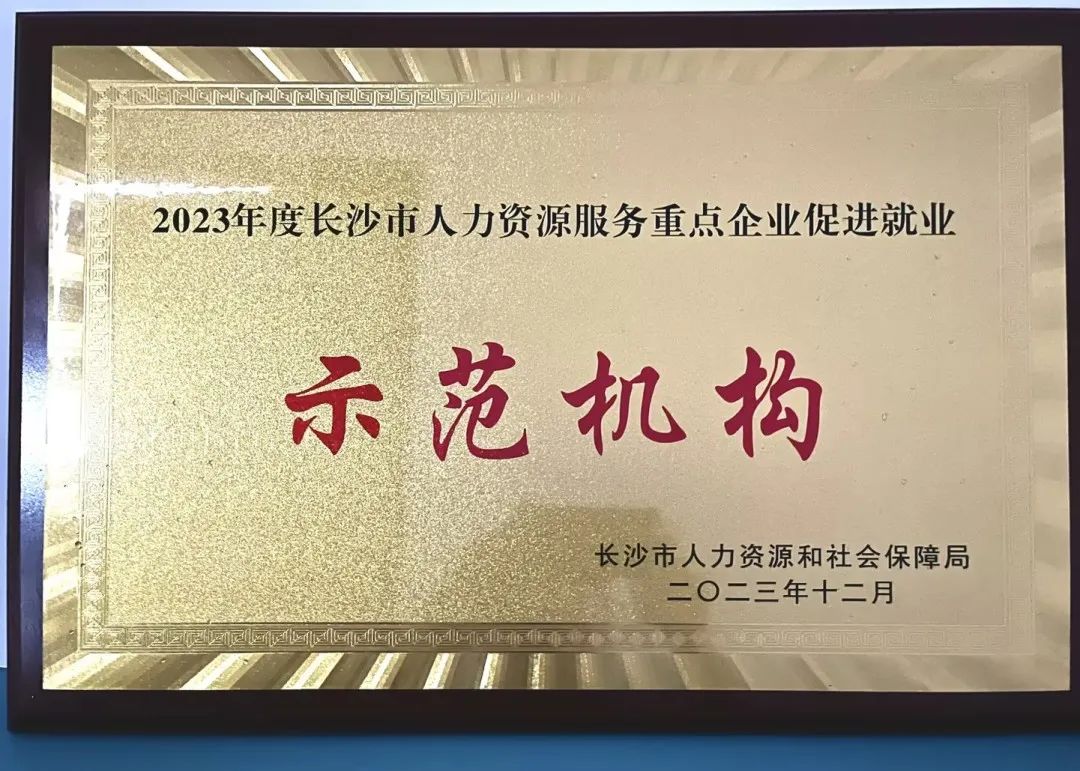 2023年度长沙市人力资源服务重点企业促进就业
示范机构
长沙市人力资源和社会保障局
二〇二三年十二月